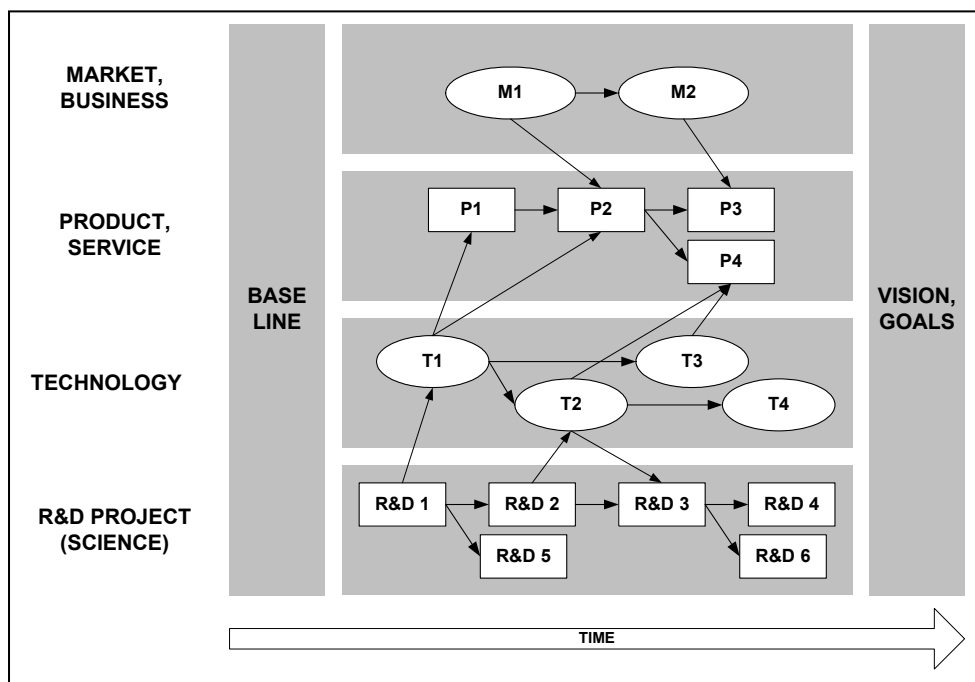 MARKET,
BUSINESS
M1
M2
PRODUCT,
SERVICE
P1
P2
P3
P4
BASE
LINE
VISION,
GOALS
TECHNOLOGY
T1
T3
T2
T4
R&D PROJECT
(SCIENCE)
R&D 1
R&D 2
R&D 3
R&D 4
R&D 5
R&D 6
TIME